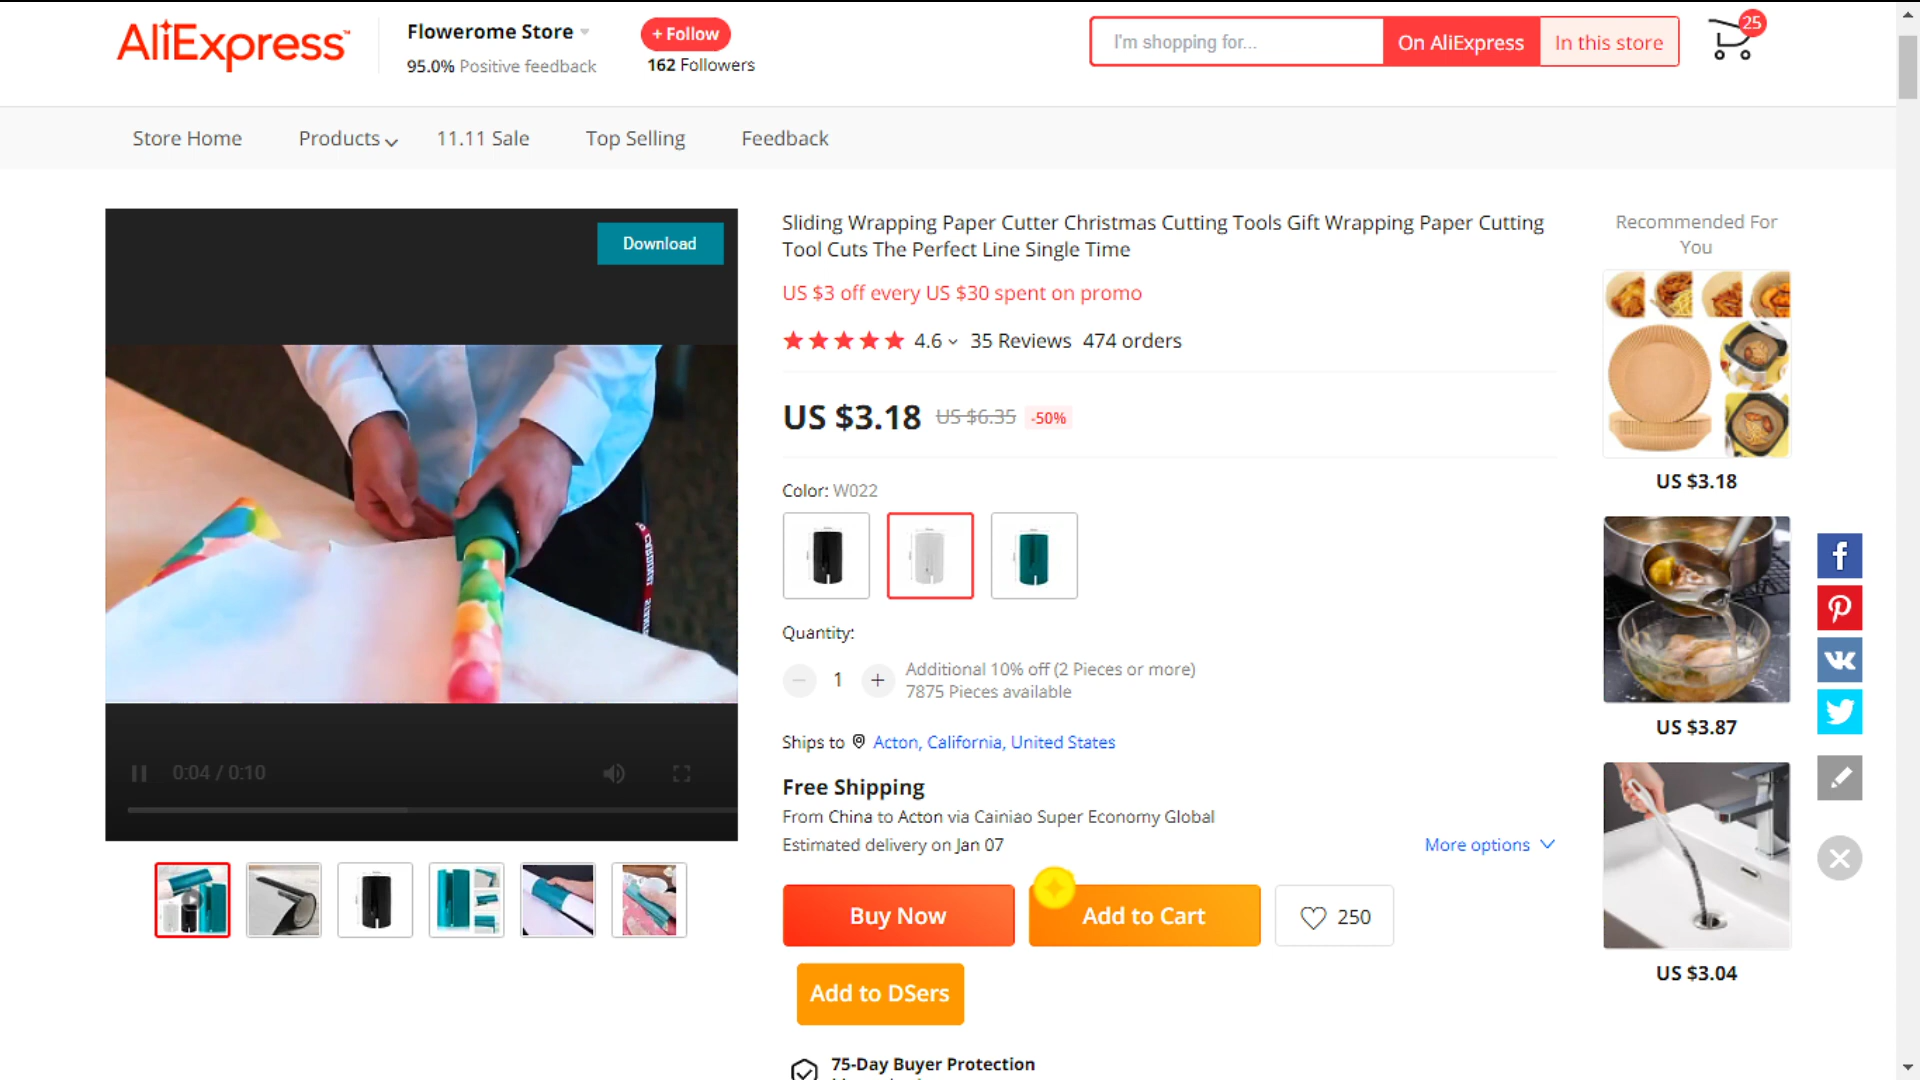 AliExpress™
Flowerome Store
95.0% Positive feedback
+ Follow
162 Followers
I'm shopping for...
On AliExpress
In this store
25
Store Home
Products
11.11 Sale
Top Selling
Feedback
Download
0:04 / 0:10
Sliding Wrapping Paper Cutter Christmas Cutting Tools Gift Wrapping Paper Cutting
Tool Cuts The Perfect Line Single Time
US $3 off every US $30 spent on promo
4.6
35 Reviews
474 orders
US $3.18
US $6.35
-50%
Color: W022
Quantity:
1
Additional 10% off (2 Pieces or more)
7875 Pieces available
Ships to Acton, California, United States
Free Shipping
From China to Acton via Cainiao Super Economy Global
Estimated delivery on Jan 07
More options
Buy Now
Add to Cart
250
Add to DSers
75-Day Buyer Protection
Recommended For
You
US $3.18
US $3.87
US $3.04